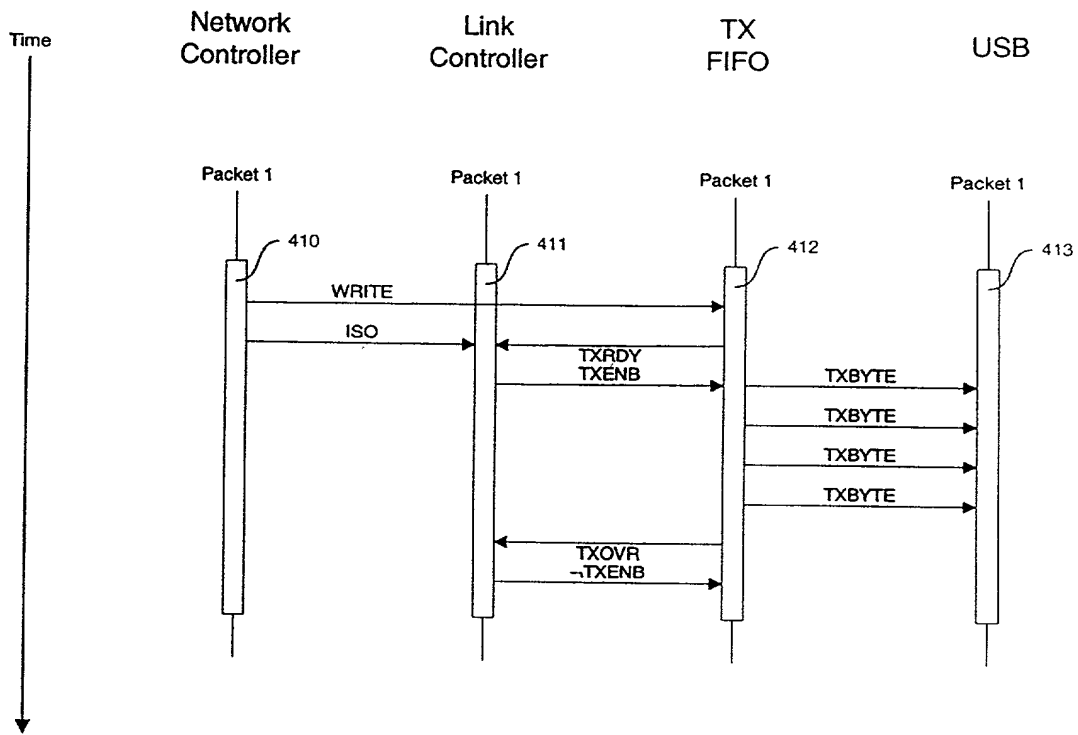 Time
Network
Controller
Link
Controller
TX
FIFO
USB
Packet 1
Packet 1
Packet 1
Packet 1
410
411
412
413
WRITE
ISO
TXRDY
TXENB
TXBYTE
TXBYTE
TXBYTE
TXBYTE
TXOVR
¬TXENB